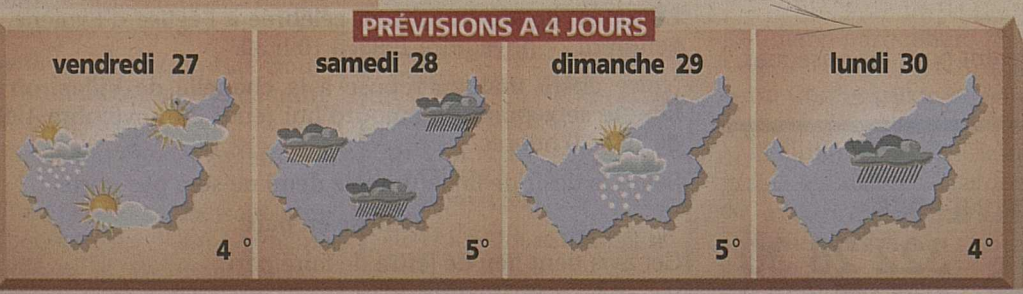 PRÉVISIONS A 4 JOURS
vendredi 27
samedi 28
dimanche 29
lundi 30
4°
5°
5°
4°